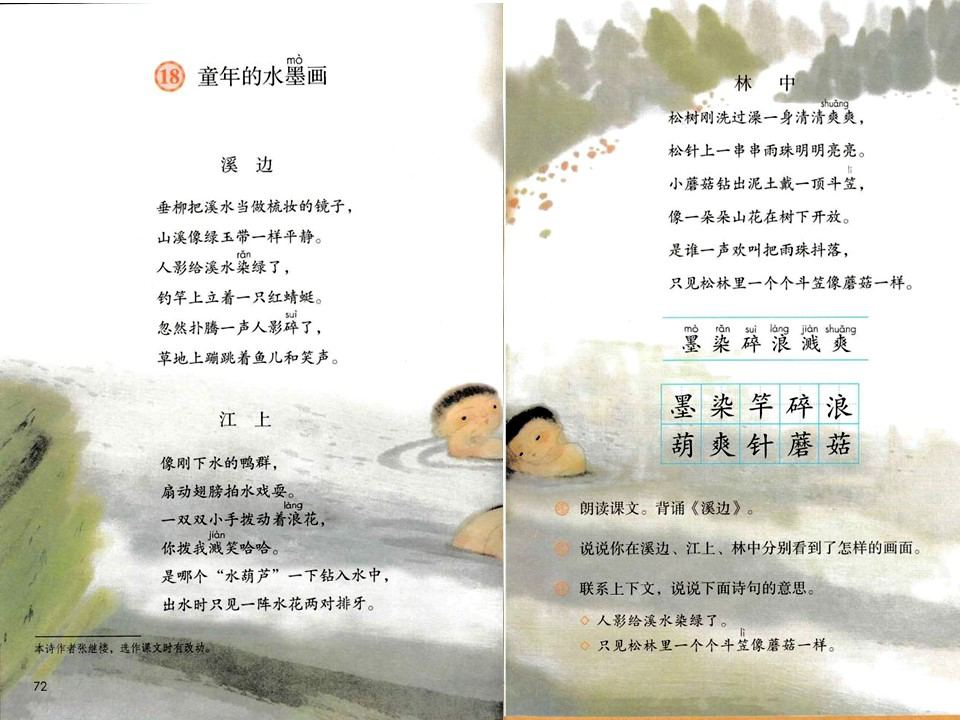 mò
18 童年的水墨画
溪 边
垂柳把溪水当做梳妆的镜子，
山溪像绿玉带一样平静。
rǎn
人影给溪水染绿了，
钓竿上立着一只红蜻蜓。
suì
忽然扑腾一声人影碎了，
草地上蹦跳着鱼儿和笑声。
江 上
像刚下水的鸭群，
扇动翅膀拍水戏耍。
làng
一双双小手拨动着浪花，
jiàn
你拨我溅笑哈哈。
是哪个“水葫芦”一下钻入水中，
出水时只见一阵水花两对排牙。
本诗作者张继楼，选作课文时有改动。
72
林 中
shuǎng
松树刚洗过澡一身清清爽爽，
松针上一串串雨珠明明亮亮。
lì
小蘑菇钻出泥土戴一顶斗笠，
像一朵朵山花在树下开放。
是谁一声欢叫把雨珠抖落，
只见松林里一个个斗笠像蘑菇一样。
mò rǎn suì làng jiàn shuǎng
墨 染 碎 浪 溅 爽
墨 染 竿 碎 浪
葫 爽 针 蘑 菇
朗读课文。背诵《溪边》。
说说你在溪边、江上、林中分别看到了怎样的画面。
联系上下文，说说下面诗句的意思。
◇ 人影给溪水染绿了。
lì
◇ 只见松林里一个个斗笠像蘑菇一样。